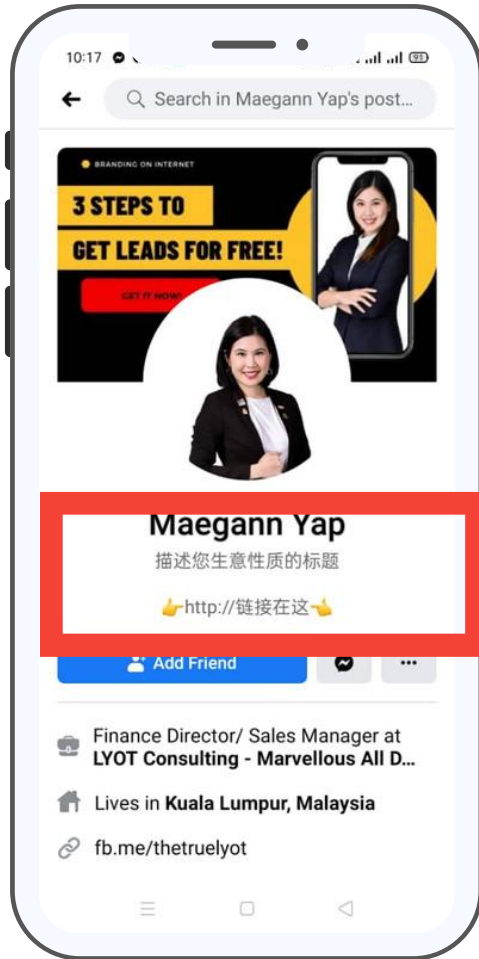 10:17
91
Search in Maegann Yap's post...
BRANDING ON INTERNET
3 STEPS TO
GET LEADS FOR FREE!
GET IT NOW!
Maegann Yap
描述您生意性质的标题
👉http://链接在这👈
Add Friend
Finance Director/ Sales Manager at
LYOT Consulting - Marvellous All D...
Lives in Kuala Lumpur, Malaysia
fb.me/thetruelyot